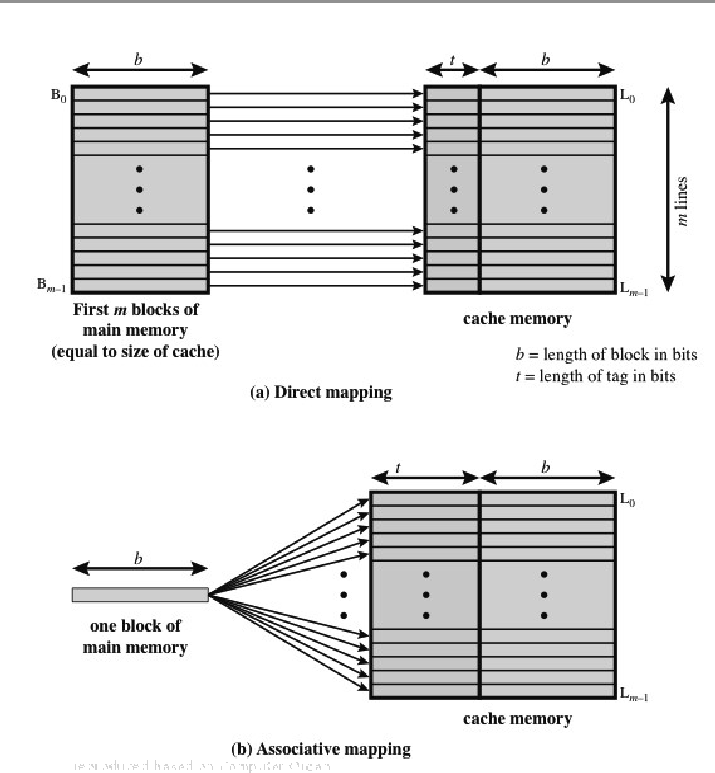 b
t
b
B0
L0
m lines
Bm–1
Lm–1
First m blocks of
main memory
(equal to size of cache)
cache memory
b = length of block in bits
t = length of tag in bits
(a) Direct mapping
t
b
L0
b
one block of
main memory
Lm–1
cache memory
(b) Associative mapping